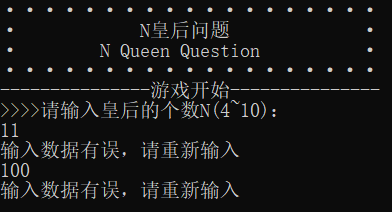 N皇后问题
N Queen Question
---------------游戏开始---------------
>>>>请输入皇后的个数N(4~10):
11
输入数据有误，请重新输入
100
输入数据有误，请重新输入